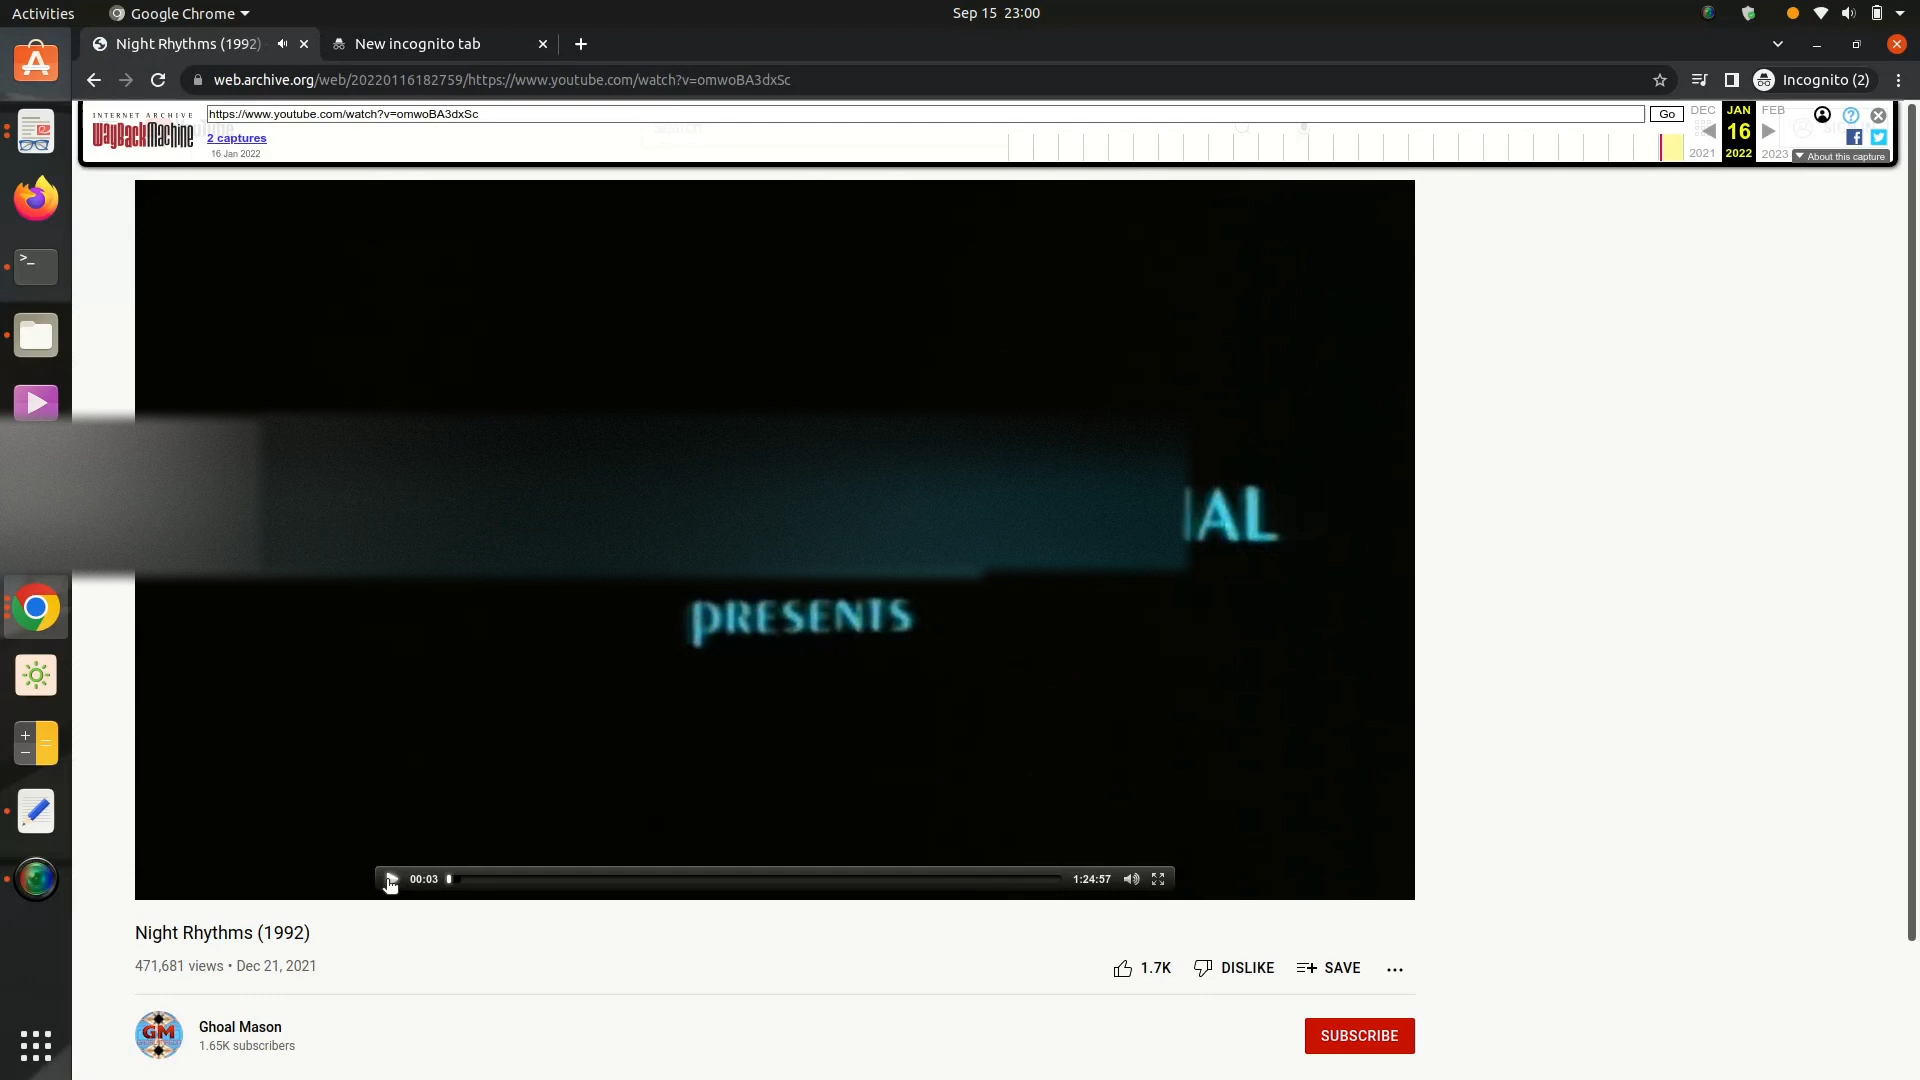 Activities
Google Chrome
Sep 15 23:00
Night Rhythms (1992)
New incognito tab
web.archive.org/web/20220116182759/https://www.youtube.com/watch?v=omwoBA3dxSc
Incognito (2)
INTERNET ARCHIVE
WayBackMachine
https://www.youtube.com/watch?v=omwoBA3dxSc
Go
DEC
JAN
FEB
2 captures
16
16 Jan 2022
2021
2022
2023
About this capture
IAL
PRESENTS
00:03
1:24:57
Night Rhythms (1992)
471,681 views • Dec 21, 2021
1.7K
DISLIKE
SAVE
GM
Ghoal Mason
1.65K subscribers
SUBSCRIBE